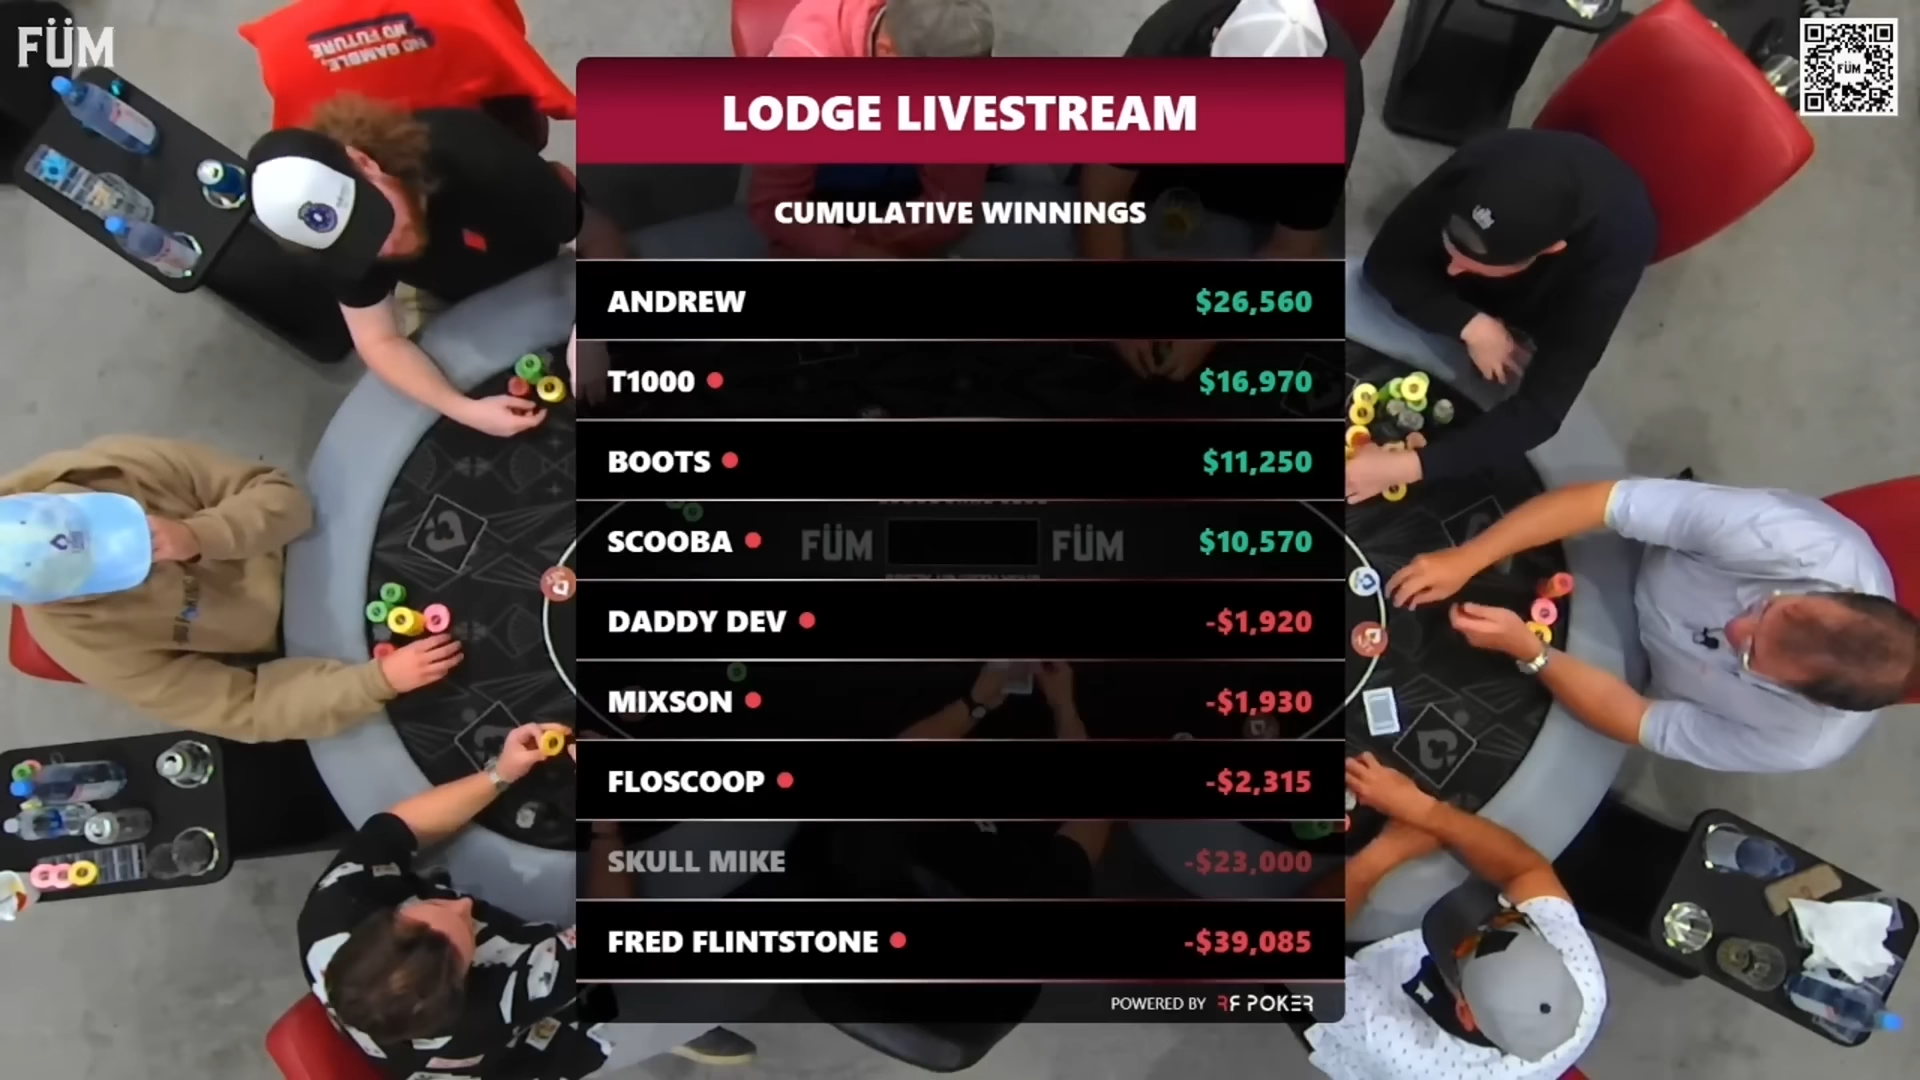 FÜM
NO GAMBLE,
NO FUTURE
FÜM
LODGE LIVESTREAM
CUMULATIVE WINNINGS
ANDREW $26,560
T1000 $16,970
BOOTS $11,250
SCOOBA $10,570
FÜM FÜM
DADDY DEV -$1,920
MIXSON -$1,930
FLOSCOOP -$2,315
SKULL MIKE -$23,000
FRED FLINTSTONE -$39,085
POWERED BY RF POKER